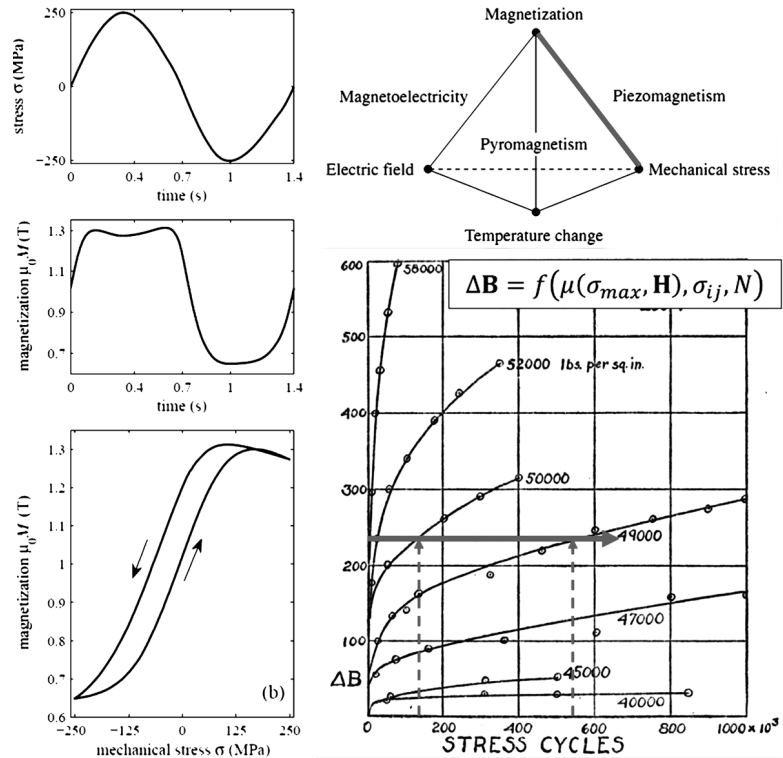 250
0
−250
stress σ (MPa)
0
0.4
0.7
1
1.4
time (s)
1.3
1.1
0.9
0.7
magnetization μ₀M (T)
0
0.4
0.7
1
1.4
time (s)
1.3
1.2
1.1
1
0.9
0.8
0.7
0.6
magnetization μ₀M (T)
(b)
−250
−125
0
125
250
mechanical stress σ (MPa)
Magnetization
Magnetoelectricity
Piezomagnetism
Pyromagnetism
Electric field
Mechanical stress
Temperature change
ΔB = f(μ(σmax, H), σij, N)
600
500
400
300
200
100
ΔB
58000
52000 lbs. per sq. in.
50000
49000
47000
45000
40000
0
200
400
600
800
1000 × 10³
STRESS CYCLES